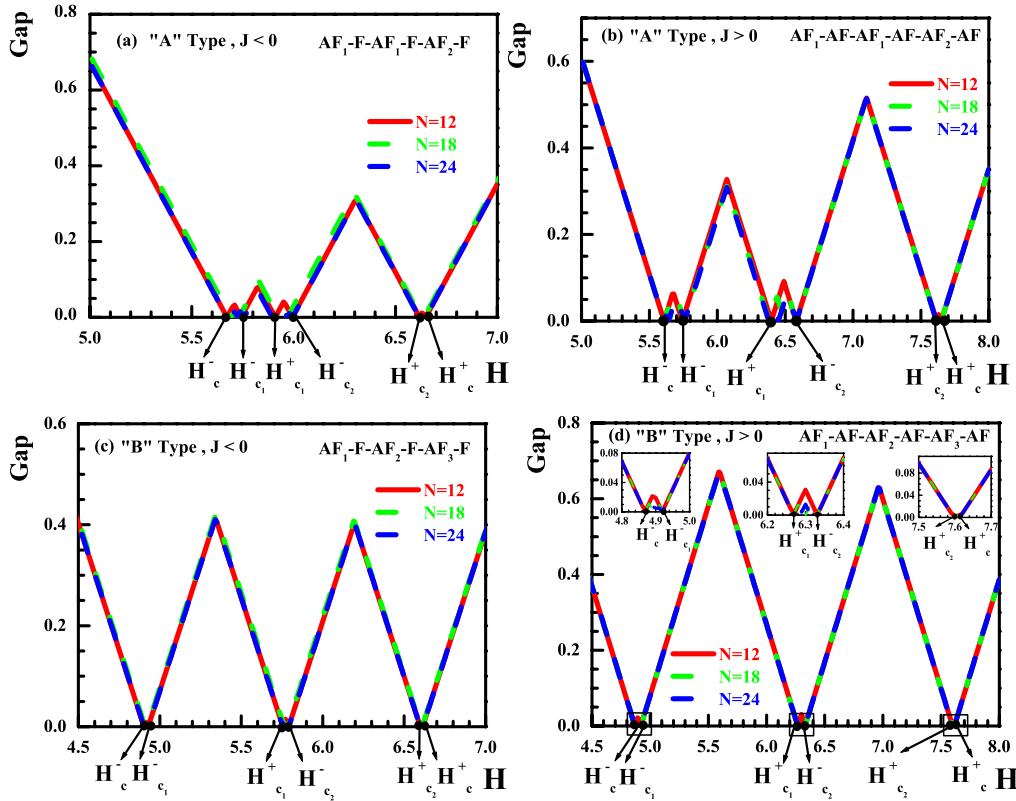 Gap
(a) "A" Type , J < 0 AF₁-F-AF₁-F-AF₂-F
N=12
N=18
N=24
0.8
0.6
0.4
0.2
0.0
5.0 5.5 6.0 6.5 7.0
H⁻c H⁻c₁ H⁺c₁ H⁻c₂ H⁺c₂ H⁺c H
Gap
(b) "A" Type , J > 0 AF₁-AF-AF₁-AF-AF₂-AF
N=12
N=18
N=24
0.6
0.4
0.2
0.0
5.0 5.5 6.0 6.5 7.0 7.5 8.0
H⁻c H⁻c₁ H⁺c₁ H⁻c₂ H⁺c₂ H⁺c H
Gap
(c) "B" Type , J < 0 AF₁-F-AF₂-F-AF₃-F
N=12
N=18
N=24
0.6
0.4
0.2
0.0
4.5 5.0 5.5 6.0 6.5 7.0
H⁻c H⁻c₁ H⁺c₁ H⁻c₂ H⁺c₂ H⁺c H
Gap
(d) "B" Type , J > 0 AF₁-AF-AF₂-AF-AF₃-AF
0.08
0.04
0.00
4.8 4.9 5.0
H⁻c H⁻c₁
0.08
0.04
0.00
6.2 6.3 6.4
H⁺c₁ H⁻c₂
0.08
0.04
0.00
7.5 7.6 7.7
H⁺c₂ H⁺c
N=12
N=18
N=24
0.8
0.6
0.4
0.2
0.0
4.5 5.0 5.5 6.0 6.5 7.0 7.5 8.0
H⁻c H⁻c₁ H⁺c₁ H⁻c₂ H⁺c₂ H⁺c H